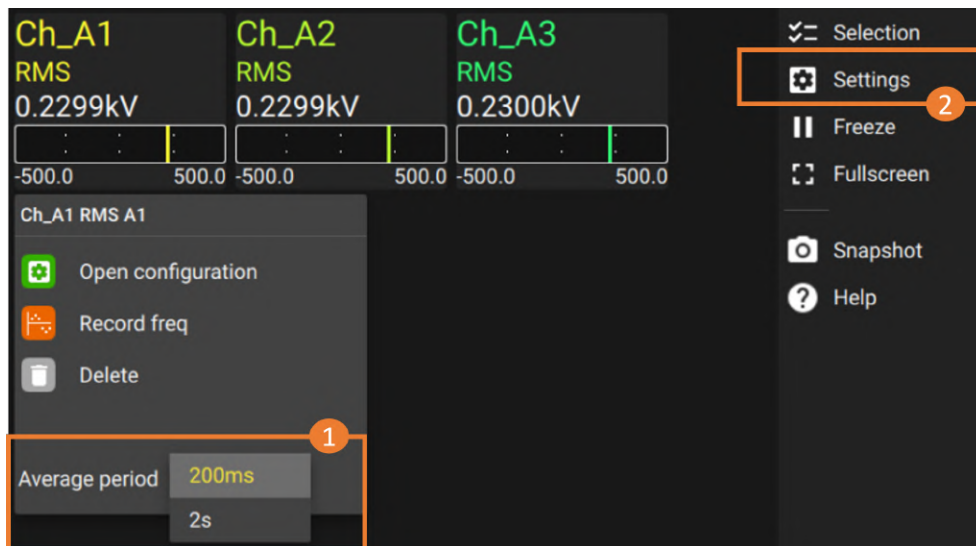 Ch_A1
RMS
0.2299kV
-500.0 500.0
Ch_A2
RMS
0.2299kV
-500.0 500.0
Ch_A3
RMS
0.2300kV
-500.0 500.0
Ch_A1 RMS A1
Open configuration
Record freq
Delete
1
Average period 200ms
2s
Selection
Settings
2
Freeze
Fullscreen
Snapshot
? Help